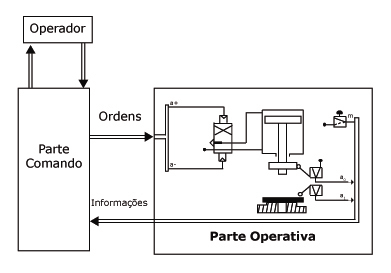 Operador
Ordens
a+
m
Parte
Comando
a-
Informações
Parte Operativa